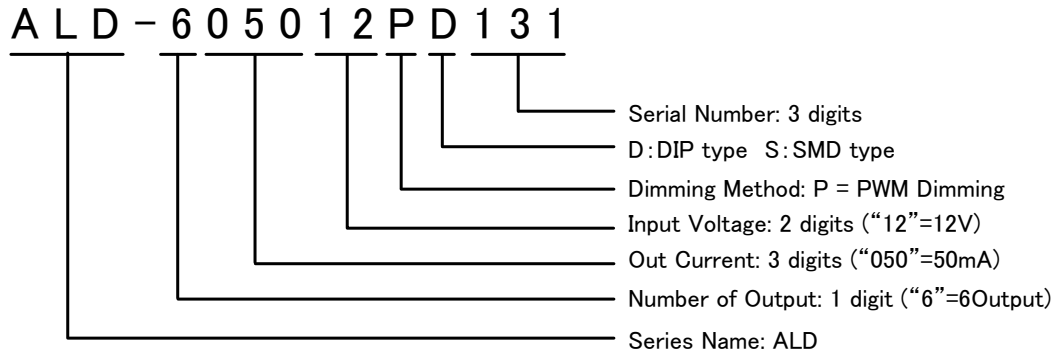 ALD-605012PD131
Serial Number: 3 digits
D:DIP type S:SMD type
Dimming Method: P = PWM Dimming
Input Voltage: 2 digits (“12”=12V)
Out Current: 3 digits (“050”=50mA)
Number of Output: 1 digit (“6”=6Output)
Series Name: ALD